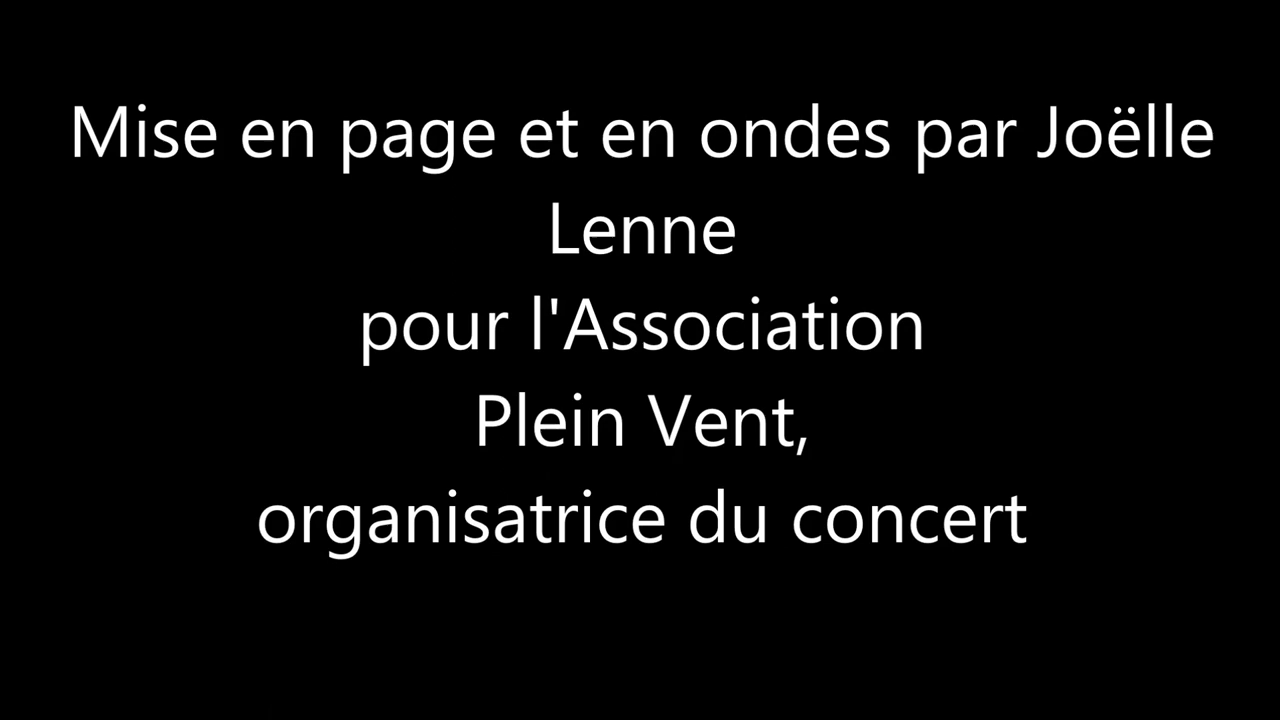 Mise en page et en ondes par Joëlle
Lenne
pour l'Association
Plein Vent,
organisatrice du concert